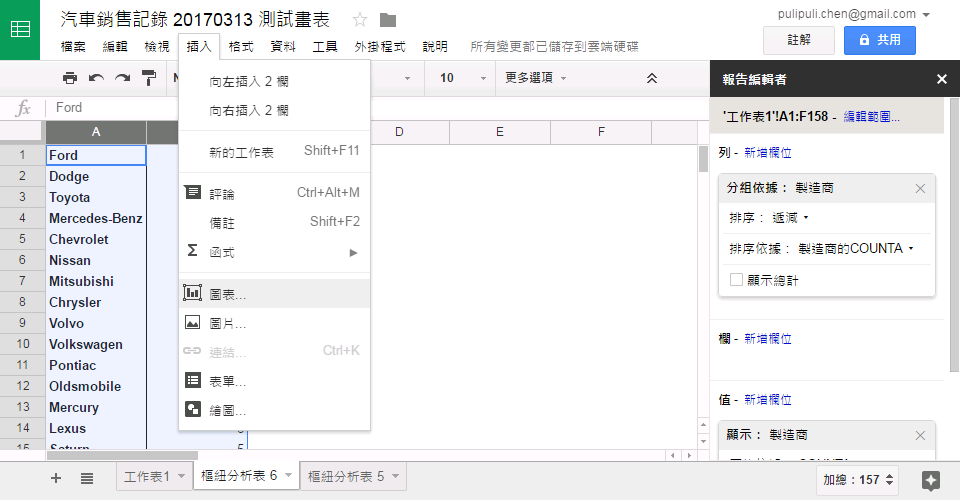 汽車銷售記錄 20170313 測試畫表
pulipuli.chen@gmail.com
檔案 編輯 檢視 插入 格式 資料 工具 外掛程式 說明 所有變更都已儲存到雲端硬碟
註解 共用
10 更多選項
fx Ford
A D E F
1 Ford
2 Dodge
3 Toyota
4 Mercedes-Benz
5 Chevrolet
6 Nissan
7 Mitsubishi
8 Chrysler
9 Volvo
10 Volkswagen
11 Pontiac
12 Oldsmobile
13 Mercury
14 Lexus
15 Saturn 5
向左插入 2 欄
向右插入 2 欄
新的工作表 Shift+F11
評論 Ctrl+Alt+M
備註 Shift+F2
Σ 函式
圖表...
圖片...
連結... Ctrl+K
表單...
繪圖...
報告編輯者
'工作表1'!A1:F158 - 編輯範圍...
列 - 新增欄位
分組依據： 製造商
排序： 遞減
排序依據： 製造商的COUNTA
顯示總計
欄 - 新增欄位
值 - 新增欄位
顯示： 製造商
工作表1 樞紐分析表 6 樞紐分析表 5
加總：157